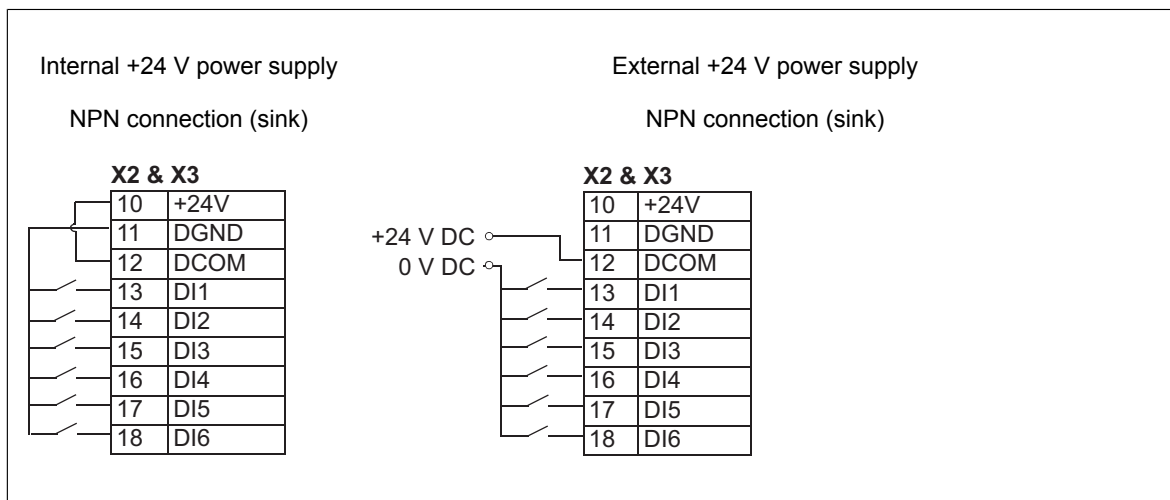 Internal +24 V power supply
NPN connection (sink)
X2 & X3
10 +24V
11 DGND
12 DCOM
13 DI1
14 DI2
15 DI3
16 DI4
17 DI5
18 DI6
External +24 V power supply
NPN connection (sink)
X2 & X3
+24 V DC
0 V DC
10 +24V
11 DGND
12 DCOM
13 DI1
14 DI2
15 DI3
16 DI4
17 DI5
18 DI6